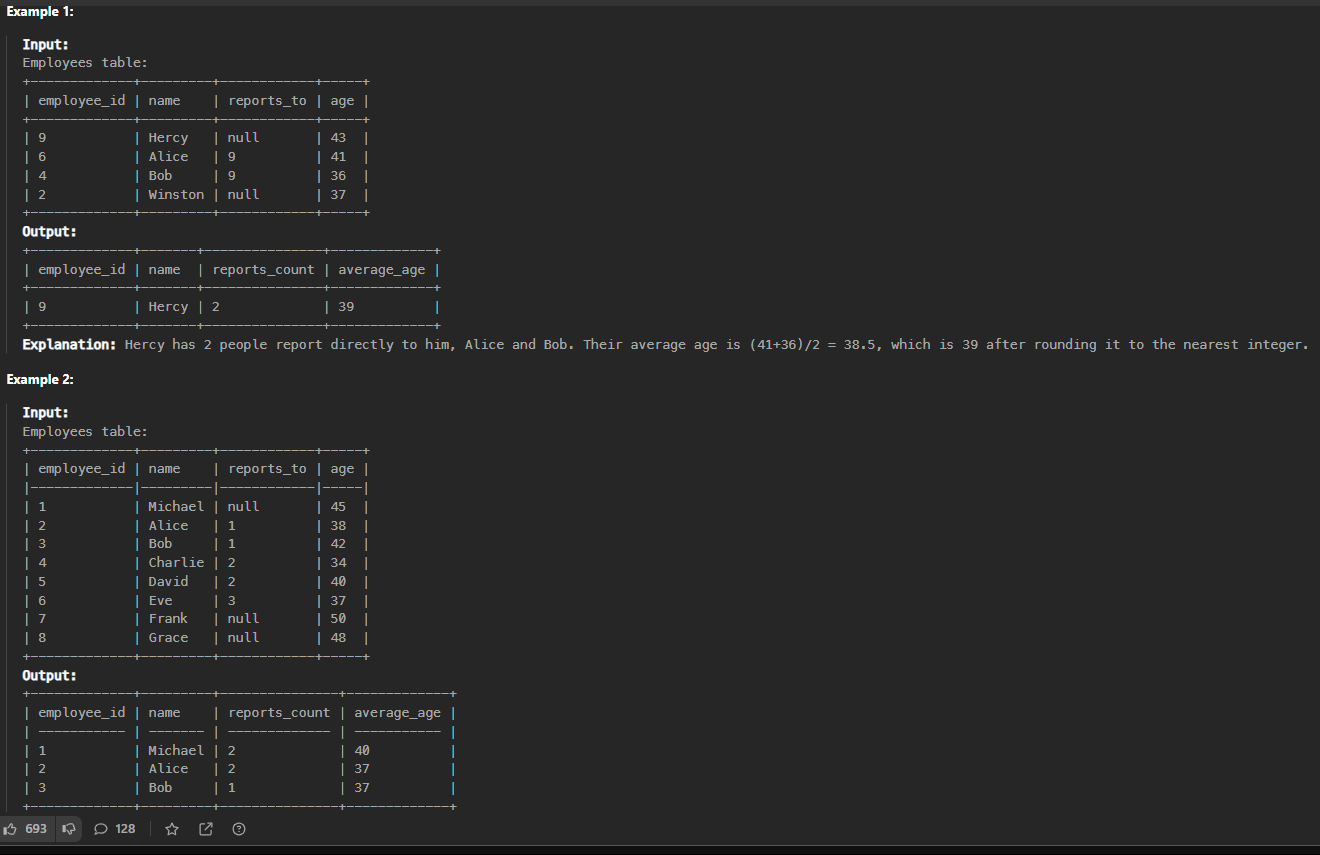 Example 1:
Input:
Employees table:
+-------------+---------+------------+-----+
| employee_id | name    | reports_to | age |
+-------------+---------+------------+-----+
| 9           | Hercy   | null       | 43  |
| 6           | Alice   | 9          | 41  |
| 4           | Bob     | 9          | 36  |
| 2           | Winston | null       | 37  |
+-------------+---------+------------+-----+
Output:
+-------------+-------+---------------+-------------+
| employee_id | name  | reports_count | average_age |
+-------------+-------+---------------+-------------+
| 9           | Hercy | 2             | 39          |
+-------------+-------+---------------+-------------+
Explanation: Hercy has 2 people report directly to him, Alice and Bob. Their average age is (41+36)/2 = 38.5, which is 39 after rounding it to the nearest integer.
Example 2:
Input:
Employees table:
+-------------+---------+------------+-----+
| employee_id | name    | reports_to | age |
|-------------|---------|------------|-----|
| 1           | Michael | null       | 45  |
| 2           | Alice   | 1          | 38  |
| 3           | Bob     | 1          | 42  |
| 4           | Charlie | 2          | 34  |
| 5           | David   | 2          | 40  |
| 6           | Eve     | 3          | 37  |
| 7           | Frank   | null       | 50  |
| 8           | Grace   | null       | 48  |
+-------------+---------+------------+-----+
Output:
+-------------+---------+---------------+-------------+
| employee_id | name    | reports_count | average_age |
| ----------- | ------- | ------------- | ----------- |
| 1           | Michael | 2             | 40          |
| 2           | Alice   | 2             | 37          |
| 3           | Bob     | 1             | 37          |
+-------------+---------+---------------+-------------+
693 128